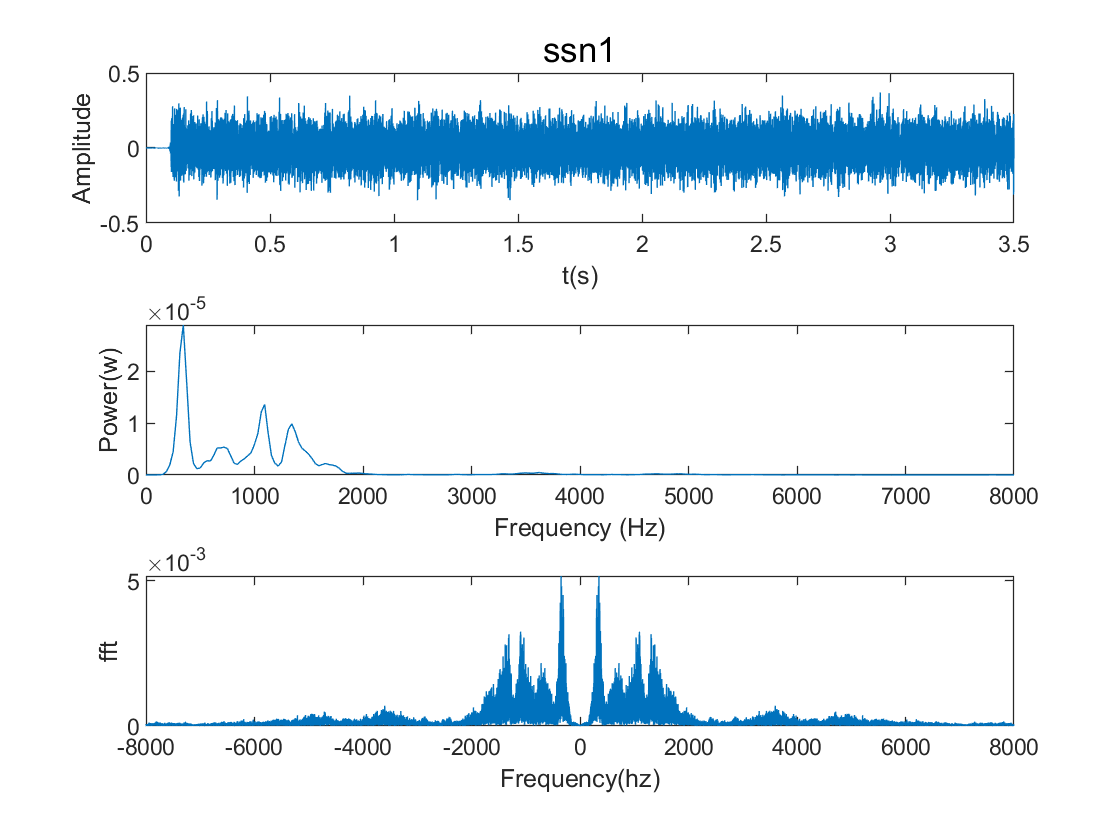 ssn1
0.5
Amplitude
0
-0.5
0 0.5 1 1.5 2 2.5 3 3.5
t(s)
×10-5
Power(w)
2
1
0
0 1000 2000 3000 4000 5000 6000 7000 8000
Frequency (Hz)
×10-3
5
fft
0
-8000 -6000 -4000 -2000 0 2000 4000 6000 8000
Frequency(hz)